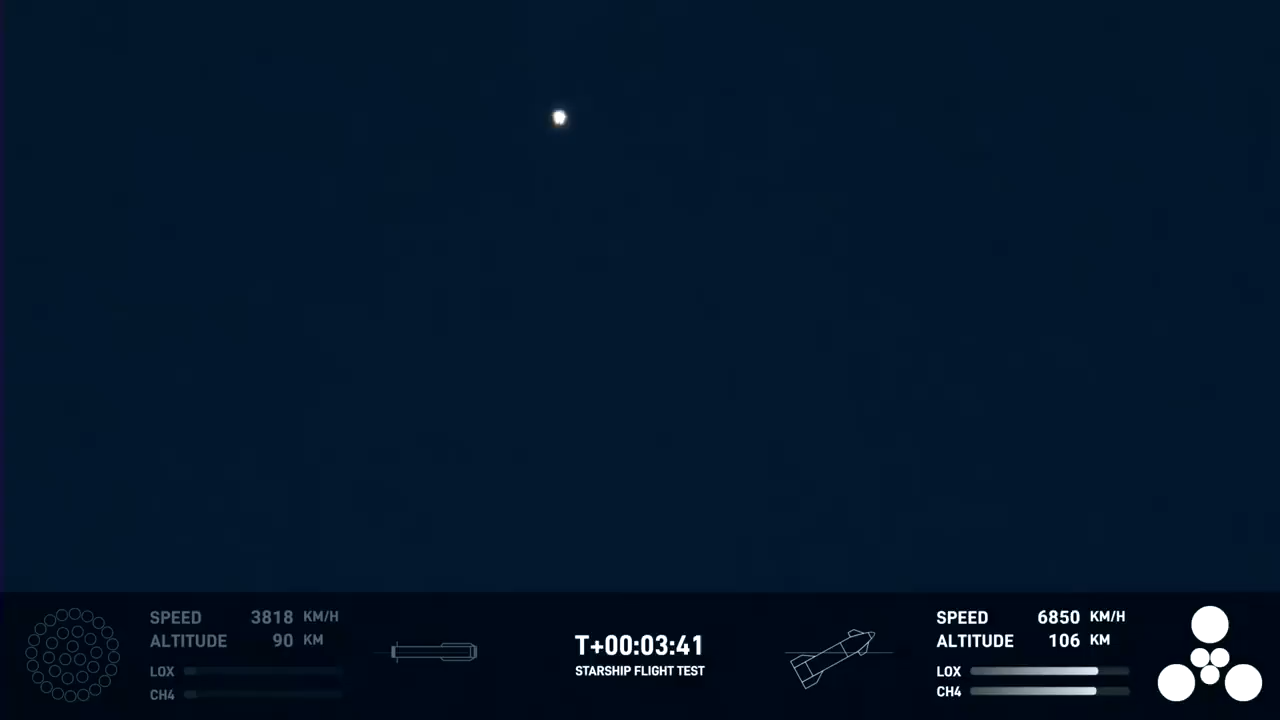 SPEED 3818 KM/H
ALTITUDE 90 KM
LOX
CH4
T+00:03:41
STARSHIP FLIGHT TEST
SPEED 6850 KM/H
ALTITUDE 106 KM
LOX
CH4